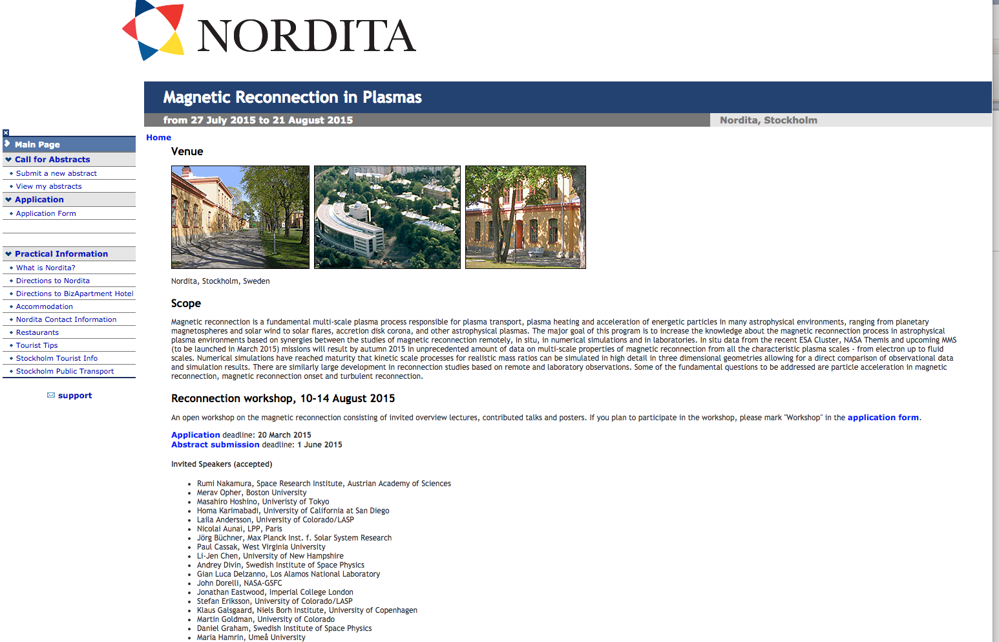 NORDITA
Magnetic Reconnection in Plasmas
from 27 July 2015 to 21 August 2015
Nordita, Stockholm
Main Page
Call for Abstracts
Submit a new abstract
View my abstracts
Application
Application Form
Practical Information
What is Nordita?
Directions to Nordita
Directions to BizApartment Hotel
Accommodation
Nordita Contact Information
Restaurants
Tourist Tips
Stockholm Tourist Info
Stockholm Public Transport
support
Home
Venue
Nordita, Stockholm, Sweden
Scope
Magnetic reconnection is a fundamental multi-scale plasma process responsible for plasma transport, plasma heating and acceleration of energetic particles in many astrophysical environments, ranging from planetary
magnetospheres and solar wind to solar flares, accretion disk corona, and other astrophysical plasmas. The major goal of this program is to increase the knowledge about the magnetic reconnection process in astrophysical
plasma environments based on synergies between the studies of magnetic reconnection remotely, in situ, in numerical simulations and in laboratories. In situ data from the recent ESA Cluster, NASA Themis and upcoming MMS
(to be launched in March 2015) missions will result by autumn 2015 in unprecedented amount of data on multi-scale properties of magnetic reconnection from all the characteristic plasma scales - from electron up to fluid
scales. Numerical simulations have reached maturity that kinetic scale processes for realistic mass ratios can be simulated in high detail in three dimensional geometries allowing for a direct comparison of observational data
and simulation results. There are similarly large development in reconnection studies based on remote and laboratory observations. Some of the fundamental questions to be addressed are particle acceleration in magnetic
reconnection, magnetic reconnection onset and turbulent reconnection.
Reconnection workshop, 10-14 August 2015
An open workshop on the magnetic reconnection consisting of invited overview lectures, contributed talks and posters. If you plan to participate in the workshop, please mark "Workshop" in the application form.
Application deadline: 20 March 2015
Abstract submission deadline: 1 June 2015
Invited Speakers (accepted)
• Rumi Nakamura, Space Research Institute, Austrian Academy of Sciences
• Merav Opher, Boston University
• Masahiro Hoshino, Univeristy of Tokyo
• Homa Karimabadi, University of California at San Diego
• Laila Andersson, University of Colorado/LASP
• Nicolai Aunai, LPP, Paris
• Jörg Büchner, Max Planck Inst. f. Solar System Research
• Paul Cassak, West Virginia University
• Li-Jen Chen, University of New Hampshire
• Andrey Divin, Swedish Institute of Space Physics
• Gian Luca Delzanno, Los Alamos National Laboratory
• John Dorelli, NASA-GSFC
• Jonathan Eastwood, Imperial College London
• Stefan Eriksson, University of Colorado/LASP
• Klaus Galsgaard, Niels Borh Institute, University of Copenhagen
• Martin Goldman, University of Colorado
• Daniel Graham, Swedish Institute of Space Physics
• Maria Hamrin, Umeå University